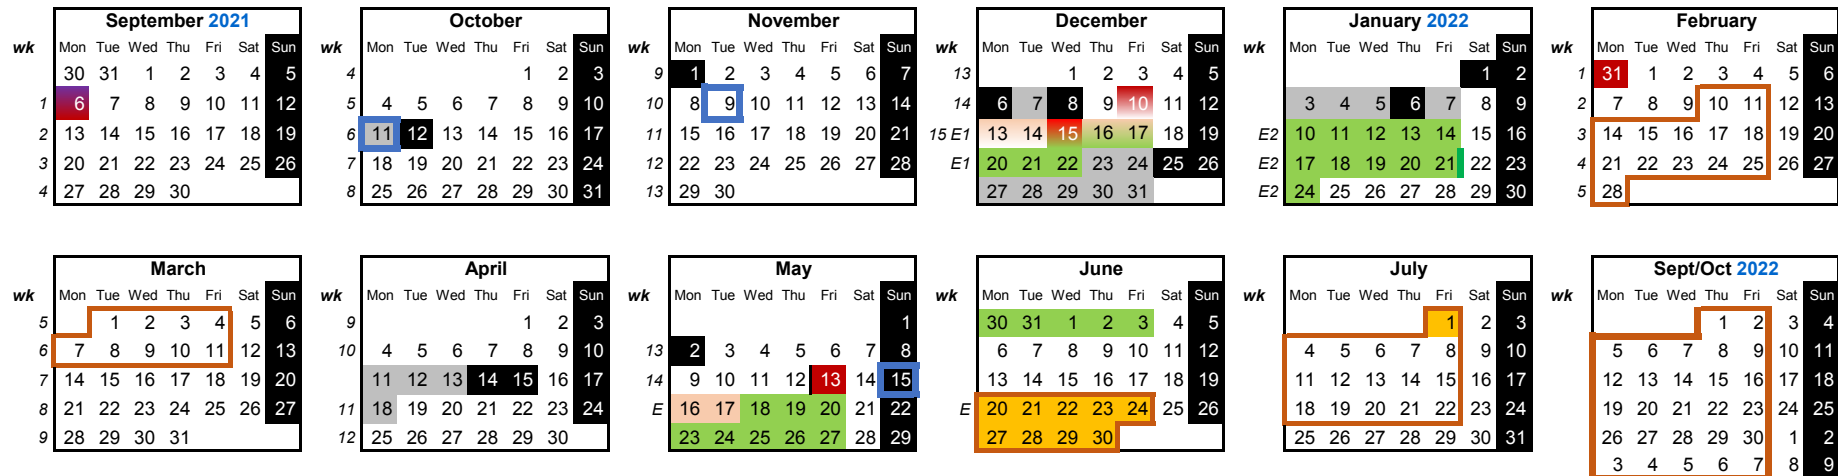 September 2021 October November December January 2022 February
wk Mon Tue Wed Thu Fri Sat Sun wk Mon Tue Wed Thu Fri Sat Sun wk Mon Tue Wed Thu Fri Sat Sun wk Mon Tue Wed Thu Fri Sat Sun wk Mon Tue Wed Thu Fri Sat Sun wk Mon Tue Wed Thu Fri Sat Sun
30 31 1 2 3 4 5 4 1 2 3 9 1 2 3 4 5 6 7 13 1 2 3 4 5 1 2 1 31 1 2 3 4 5 6
1 6 7 8 9 10 11 12 5 4 5 6 7 8 9 10 10 8 9 10 11 12 13 14 14 6 7 8 9 10 11 12 3 4 5 6 7 8 9 2 7 8 9 10 11 12 13
2 13 14 15 16 17 18 19 6 11 12 13 14 15 16 17 11 15 16 17 18 19 20 21 15 E1 13 14 15 16 17 18 19 E2 10 11 12 13 14 15 16 3 14 15 16 17 18 19 20
3 20 21 22 23 24 25 26 7 18 19 20 21 22 23 24 12 22 23 24 25 26 27 28 E1 20 21 22 23 24 25 26 E2 17 18 19 20 21 22 23 4 21 22 23 24 25 26 27
4 27 28 29 30 8 25 26 27 28 29 30 31 13 29 30 27 28 29 30 31 E2 24 25 26 27 28 29 30 5 28
March April May June July Sept/Oct 2022
wk Mon Tue Wed Thu Fri Sat Sun wk Mon Tue Wed Thu Fri Sat Sun wk Mon Tue Wed Thu Fri Sat Sun wk Mon Tue Wed Thu Fri Sat Sun wk Mon Tue Wed Thu Fri Sat Sun wk Mon Tue Wed Thu Fri Sat Sun
5 1 2 3 4 5 6 9 1 2 3 1 30 31 1 2 3 4 5 1 2 3 1 2 3 4
6 7 8 9 10 11 12 13 10 4 5 6 7 8 9 10 13 2 3 4 5 6 7 8 6 7 8 9 10 11 12 4 5 6 7 8 9 10 5 6 7 8 9 10 11
7 14 15 16 17 18 19 20 11 12 13 14 15 16 17 14 9 10 11 12 13 14 15 13 14 15 16 17 18 19 11 12 13 14 15 16 17 12 13 14 15 16 17 18
8 21 22 23 24 25 26 27 11 18 19 20 21 22 23 24 E 16 17 18 19 20 21 22 E 20 21 22 23 24 25 26 18 19 20 21 22 23 24 19 20 21 22 23 24 25
9 28 29 30 31 12 25 26 27 28 29 30 23 24 25 26 27 28 29 27 28 29 30 25 26 27 28 29 30 31 26 27 28 29 30 1 2
3 4 5 6 7 8 9